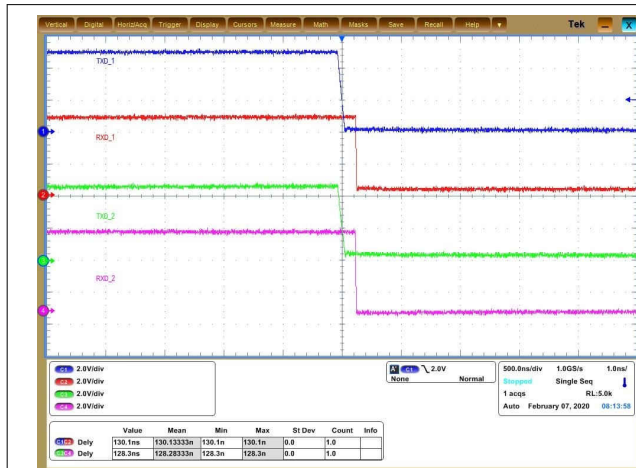 Vertical Digital Horiz/Acq Trigger Display Cursors Measure Math Masks Save Recall Help Tek X
TXD_1
1
RXD_1
2
TXD_2
RXD_2
4
C1 2.0V/div
C2 2.0V/div
C3 2.0V/div
C4 2.0V/div
A' C1 2.0V
None Normal
500.0ns/div 1.0GS/s 1.0ns/
Stopped Single Seq
1 acqs RL:5.0k
Auto February 07, 2020 08:13:58
Value Mean Min Max St Dev Count Info
C1C2 Dely 130.1ns 130.13333n 130.1n 130.1n 0.0 1.0
C3C4 Dely 128.3ns 128.28333n 128.3n 128.3n 0.0 1.0